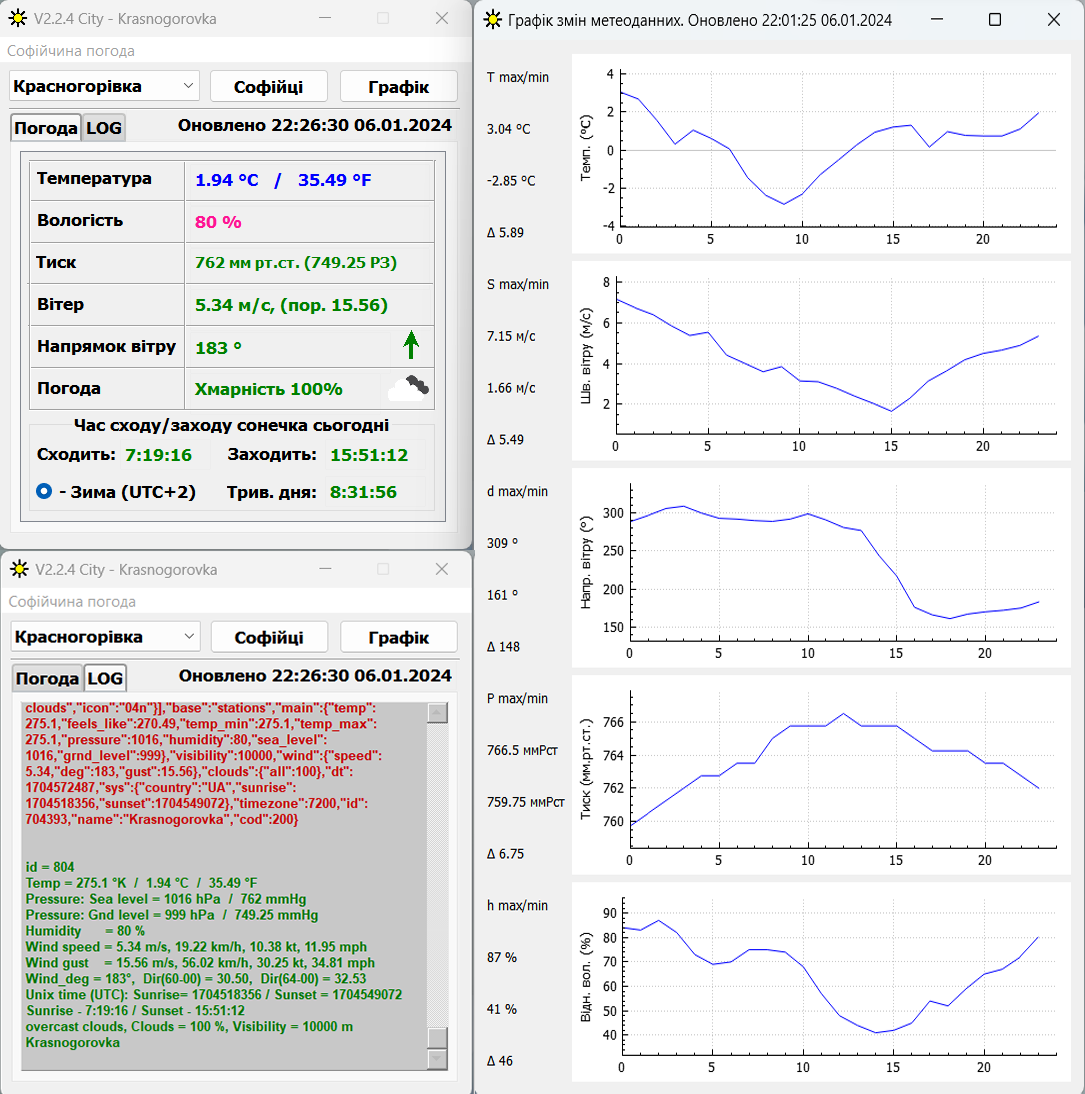 V2.2.4 City - Krasnogorovka
Софійчина погода
Красногорівка
Софійці
Графік
Погода
LOG
Оновлено 22:26:30 06.01.2024
Температура
1.94 °C / 35.49 °F
Вологість
80 %
Тиск
762 мм рт.ст. (749.25 РЗ)
Вітер
5.34 м/с, (пор. 15.56)
Напрямок вітру
183 °
Погода
Хмарність 100%
Час сходу/заходу сонечка сьогодні
Сходить: 7:19:16
Заходить: 15:51:12
- Зима (UTC+2)
Трив. дня: 8:31:56
V2.2.4 City - Krasnogorovka
Софійчина погода
Красногорівка
Софійці
Графік
Погода
LOG
Оновлено 22:26:30 06.01.2024
clouds","icon":"04n"}],"base":"stations","main":{"temp":
275.1,"feels_like":270.49,"temp_min":275.1,"temp_max":
275.1,"pressure":1016,"humidity":80,"sea_level":
1016,"grnd_level":999},"visibility":10000,"wind":{"speed":
5.34,"deg":183,"gust":15.56},"clouds":{"all":100},"dt":
1704572487,"sys":{"country":"UA","sunrise":
1704518356,"sunset":1704549072},"timezone":7200,"id":
704393,"name":"Krasnogorovka","cod":200}
id = 804
Temp = 275.1 °K / 1.94 °C / 35.49 °F
Pressure: Sea level = 1016 hPa / 762 mmHg
Pressure: Gnd level = 999 hPa / 749.25 mmHg
Humidity = 80 %
Wind speed = 5.34 m/s, 19.22 km/h, 10.38 kt, 11.95 mph
Wind gust = 15.56 m/s, 56.02 km/h, 30.25 kt, 34.81 mph
Wind_deg = 183°, Dir(60-00) = 30.50, Dir(64-00) = 32.53
Unix time (UTC): Sunrise= 1704518356 / Sunset = 1704549072
Sunrise - 7:19:16 / Sunset - 15:51:12
overcast clouds, Clouds = 100 %, Visibility = 10000 m
Krasnogorovka
Графік змін метеоданних. Оновлено 22:01:25 06.01.2024
T max/min
3.04 °C
-2.85 °C
Δ 5.89
Темп. (°C)
4
2
0
-2
-4
0 5 10 15 20
S max/min
7.15 м/с
1.66 м/с
Δ 5.49
Шв. вітру (м/с)
8
6
4
2
0 5 10 15 20
d max/min
309 °
161 °
Δ 148
Напр. вітру (°)
300
250
200
150
0 5 10 15 20
P max/min
766.5 ммРст
759.75 ммРст
Δ 6.75
Тиск (мм.рт.ст.)
766
764
762
760
0 5 10 15 20
h max/min
87 %
41 %
Δ 46
Відн. вол. (%)
90
80
70
60
50
40
0 5 10 15 20